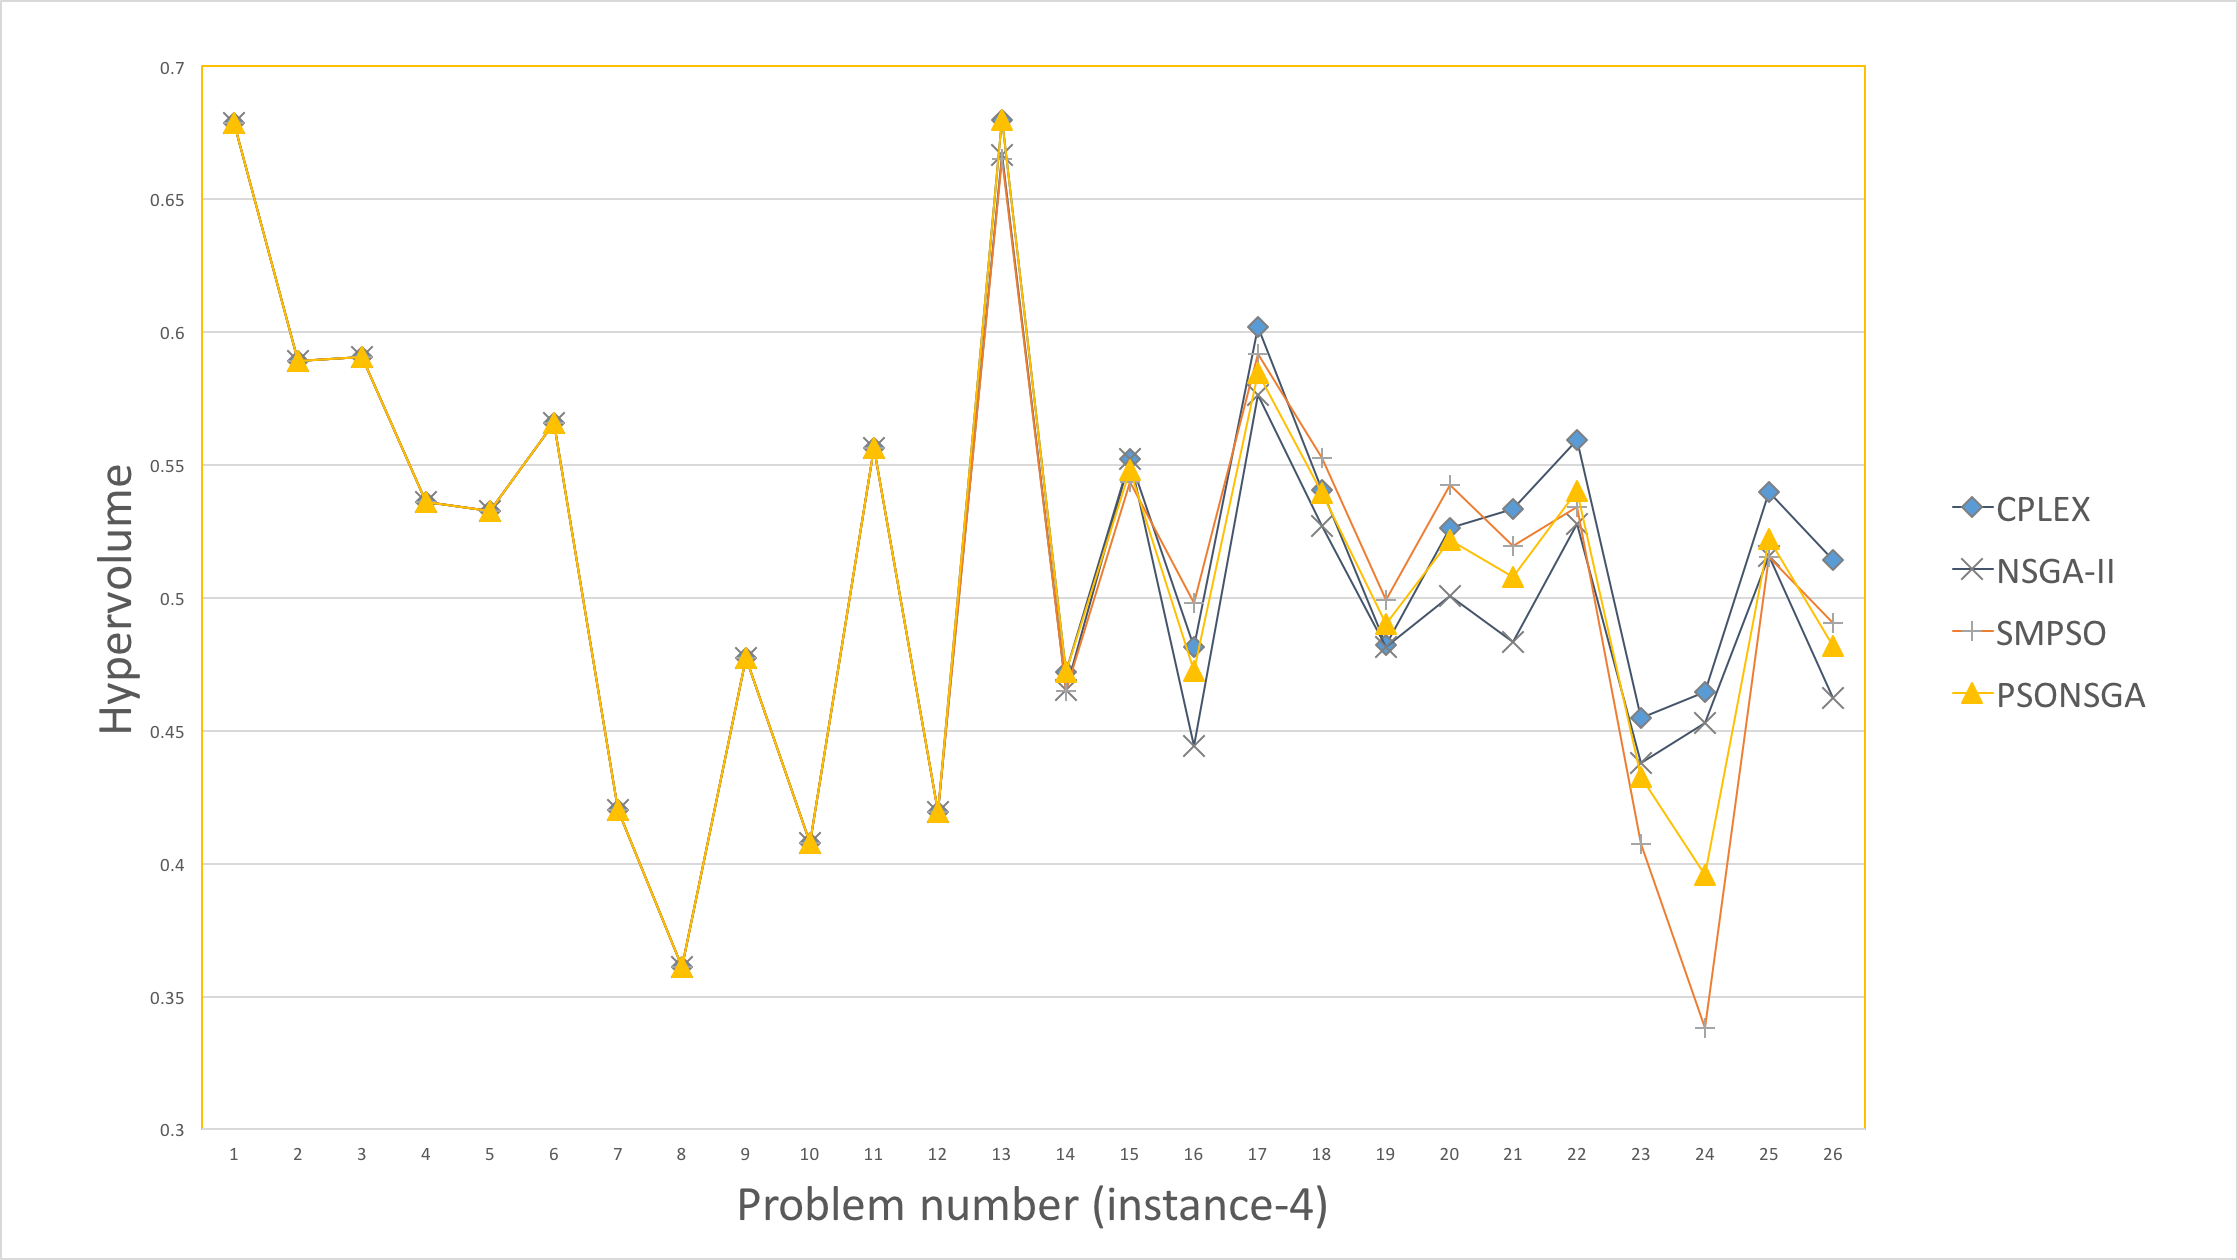 0.7
0.65
0.6
0.55
0.5
0.45
0.4
0.35
0.3
Hypervolume
1 2 3 4 5 6 7 8 9 10 11 12 13 14 15 16 17 18 19 20 21 22 23 24 25 26
Problem number (instance-4)
CPLEX
NSGA-II
SMPSO
PSONSGA